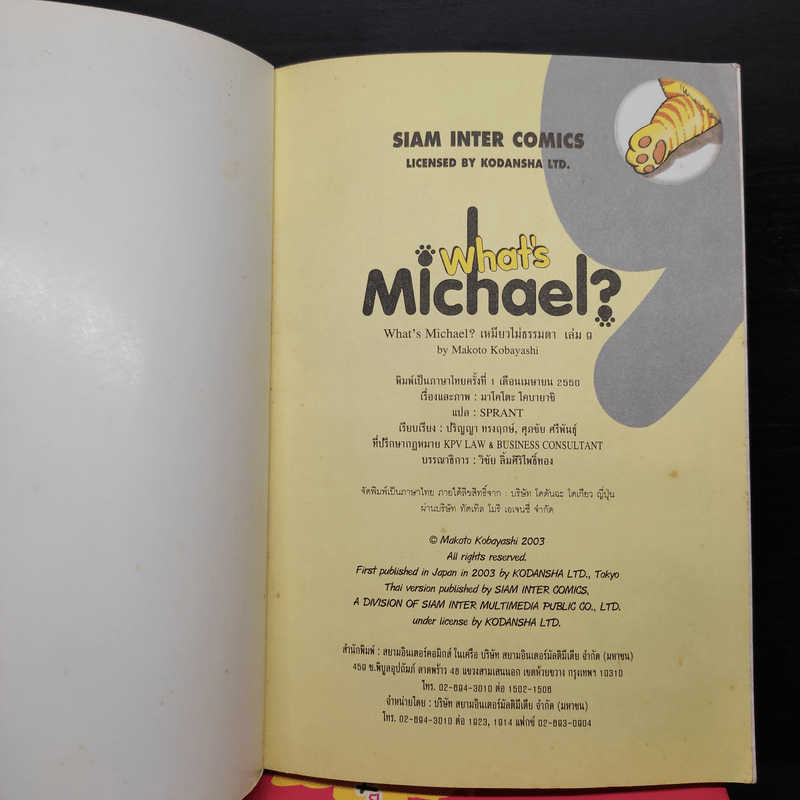 SIAM INTER COMICS
LICENSED BY KODANSHA LTD.
9
What's
Michael?
What's Michael? เหมียวไม่ธรรมดา เล่ม 9
by Makoto Kobayashi
พิมพ์เป็นภาษาไทยครั้งที่ 1 เดือนเมษายน 2550
เรื่องและภาพ : มาโคโตะ โคบายาชิ
แปล : SPRANT
เรียบเรียง : ปริญญา ทรงฤกษ์, ศุภชัย ศรีพันธุ์
ที่ปรึกษากฎหมาย KPV LAW & BUSINESS CONSULTANT
บรรณาธิการ : วิชัย ลิ้มศิริโพธิ์ทอง
จัดพิมพ์เป็นภาษาไทย ภายใต้ลิขสิทธิ์จาก : บริษัท โคดันฉะ โตเกียว ญี่ปุ่น
ผ่านบริษัท ทัตเทิล โมริ เอเจนซี่ จำกัด
© Makoto Kobayashi 2003
All rights reserved.
First published in Japan in 2003 by KODANSHA LTD., Tokyo
Thai version published by SIAM INTER COMICS,
A DIVISION OF SIAM INTER MULTIMEDIA PUBLIC CO., LTD.
under license by KODANSHA LTD.
สำนักพิมพ์ : สยามอินเตอร์คอมิกส์ ในเครือ บริษัท สยามอินเตอร์มัลติมีเดีย จำกัด (มหาชน)
459 ซ.พิบูลอุปถัมภ์ ลาดพร้าว 48 แขวงสามเสนนอก เขตห้วยขวาง กรุงเทพฯ 10310
โทร. 02-694-3010 ต่อ 1502-1506
จำหน่ายโดย : บริษัท สยามอินเตอร์มัลติมีเดีย จำกัด (มหาชน)
โทร. 02-694-3010 ต่อ 1923, 1914 แฟกซ์ 02-693-0904